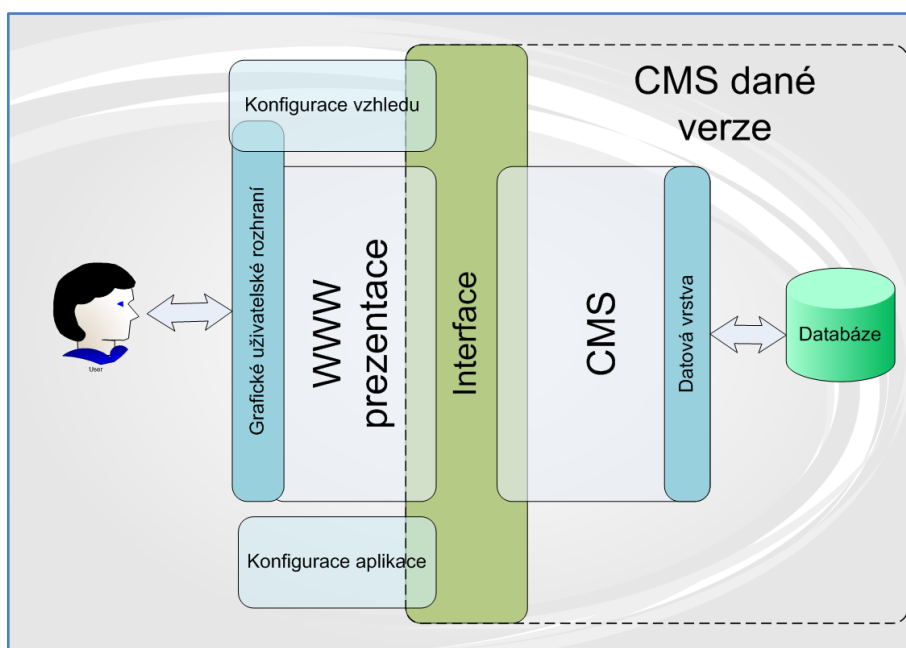 CMS dané
verze
Konfigurace vzhledu
Grafické uživatelské rozhraní
WWW
prezentace
Interface
CMS
Datová vrstva
Databáze
User
Konfigurace aplikace